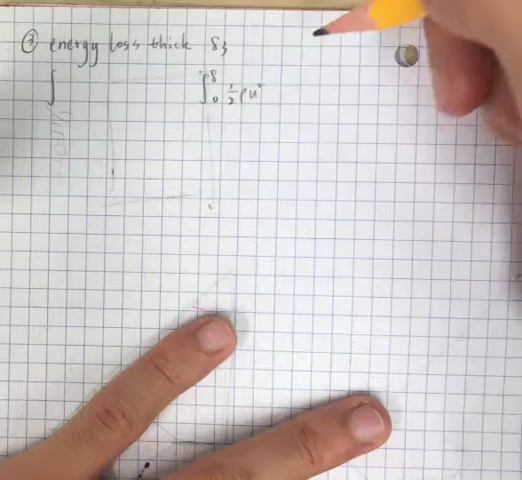 ③ energy loss thick δ₃
∫ ∫₀^δ ½ρu²